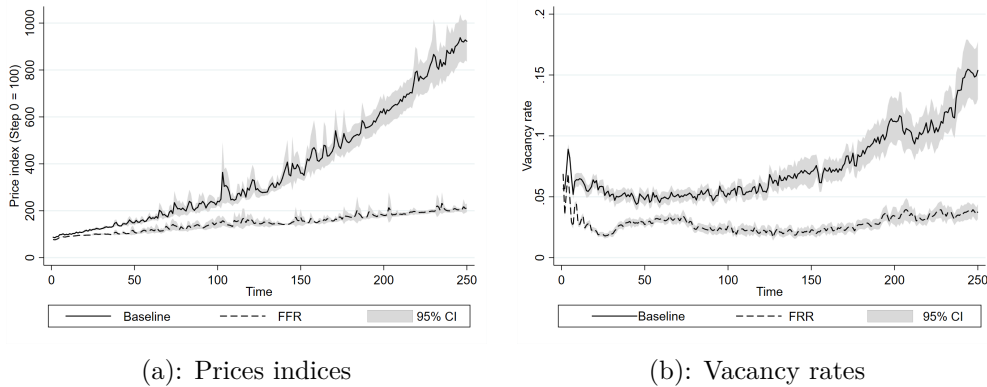 Price index (Step 0 = 100)
1000
800
600
400
200
0
0 50 100 150 200 250
Time
Baseline FFR 95% CI
(a): Prices indices
Vacancy rate
.2
.15
.1
.05
0
0 50 100 150 200 250
Time
Baseline FRR 95% CI
(b): Vacancy rates